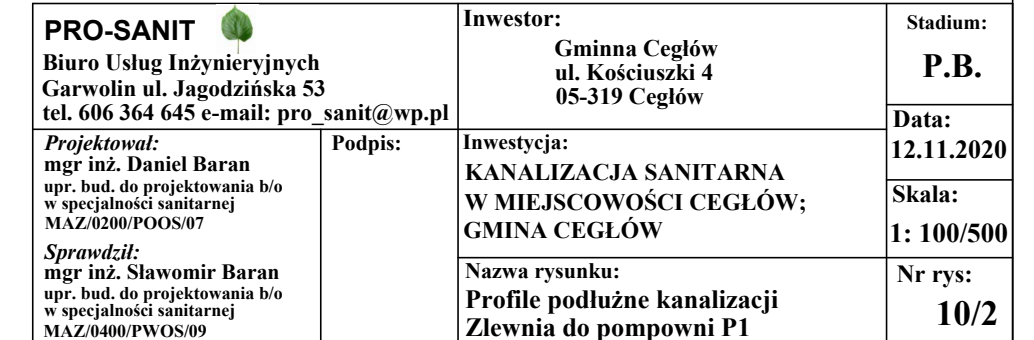 PRO-SANIT
Biuro Usług Inżynieryjnych
Garwolin ul. Jagodzińska 53
tel. 606 364 645 e-mail: pro_sanit@wp.pl
Inwestor:
Gminna Cegłów
ul. Kościuszki 4
05-319 Cegłów
Stadium:
P.B.
Data:
12.11.2020
Projektował:
mgr inż. Daniel Baran
upr. bud. do projektowania b/o
w specjalności sanitarnej
MAZ/0200/POOS/07
Sprawdził:
mgr inż. Sławomir Baran
upr. bud. do projektowania b/o
w specjalności sanitarnej
MAZ/0400/PWOS/09
Podpis:
Inwestycja:
KANALIZACJA SANITARNA
W MIEJSCOWOŚCI CEGŁÓW;
GMINA CEGŁÓW
Skala:
1: 100/500
Nazwa rysunku:
Profile podłużne kanalizacji
Zlewnia do pompowni P1
Nr rys:
10/2